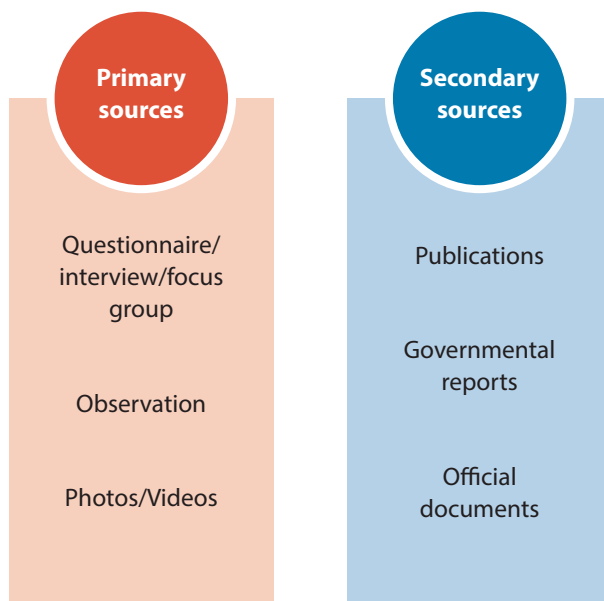 Primary
sources
Questionnaire/
interview/focus
group
Observation
Photos/Videos
Secondary
sources
Publications
Governmental
reports
Official
documents